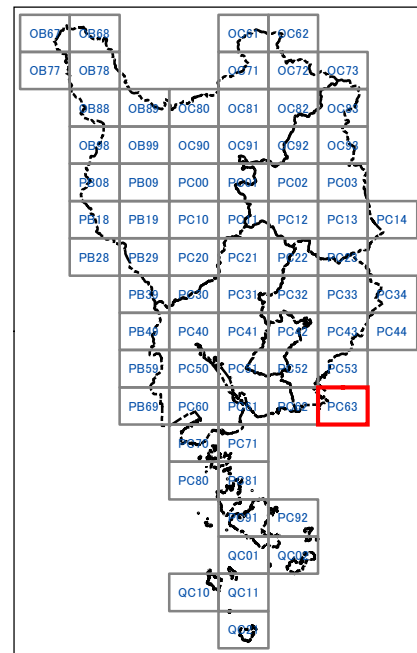 OB67 OB68 OC61 OC62
OB77 OB78 OC71 OC72 OC73
OB88 OB89 OC80 OC81 OC82 OC83
OB98 OB99 OC90 OC91 OC92 OC93
PB08 PB09 PC00 PC01 PC02 PC03
PB18 PB19 PC10 PC11 PC12 PC13 PC14
PB28 PB29 PC20 PC21 PC22 PC23
PB39 PC30 PC31 PC32 PC33 PC34
PB49 PC40 PC41 PC42 PC43 PC44
PB59 PC50 PC51 PC52 PC53
PB69 PC60 PC61 PC62 PC63
PC70 PC71
PC80 PC81
PC91 PC92
QC01 QC02
QC10 QC11
QC21